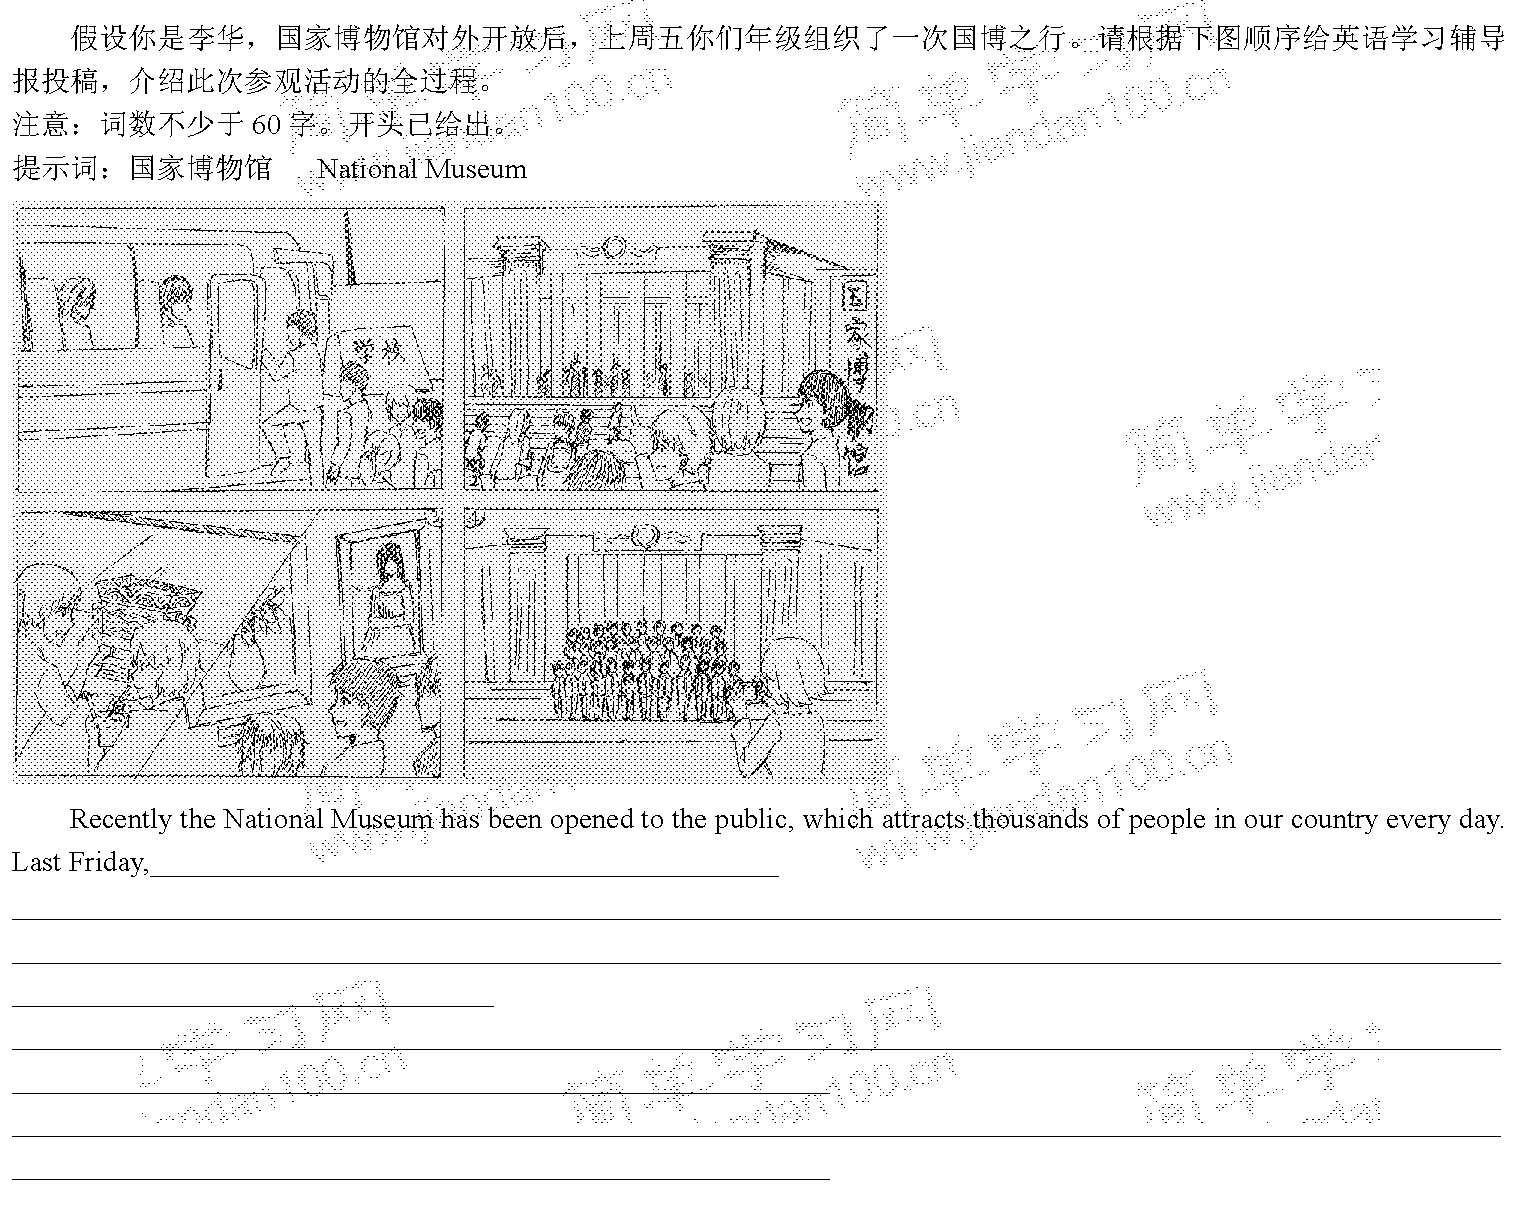 假设你是李华，国家博物馆对外开放后，上周五你们年级组织了一次国博之行。请根据下图顺序给英语学习辅导
报投稿，介绍此次参观活动的全过程。
注意：词数不少于 60 字。开头已给出。
提示词：国家博物馆 National Museum
学校
国家博物馆
Recently the National Museum has been opened to the public, which attracts thousands of people in our country every day.
Last Friday,
简单学习网
www.jiandan100.cn